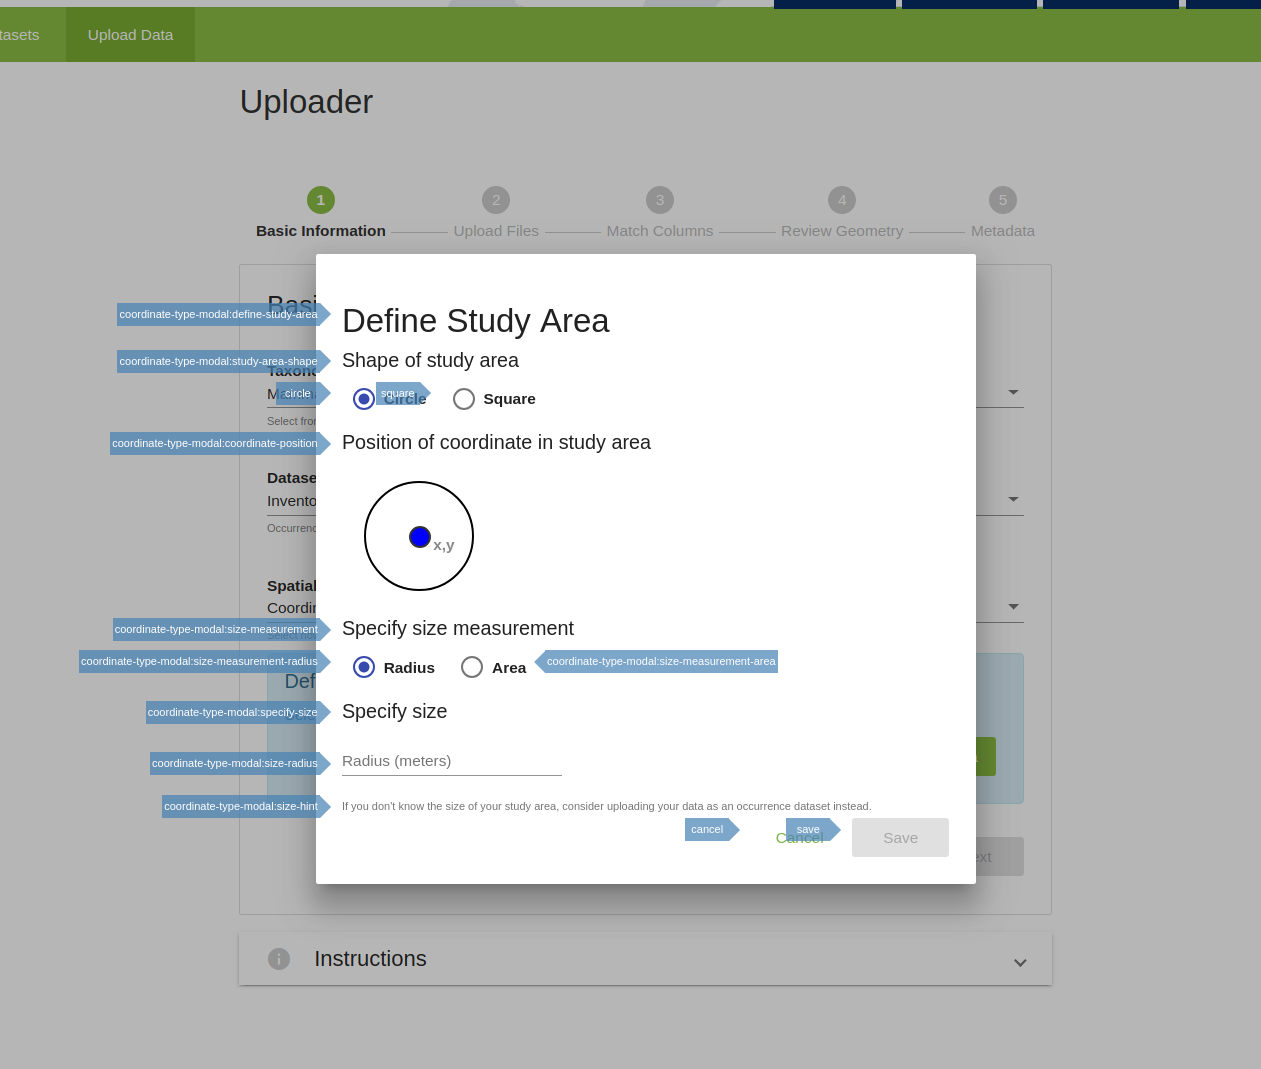 tasets
Upload Data
Uploader
1
2
3
4
5
Basic Information
Upload Files
Match Columns
Review Geometry
Metadata
Basi
coordinate-type-modal:define-study-area
Define Study Area
coordinate-type-modal:study-area-shape
Shape of study area
Taxono
circle
square
Circle
Square
Select from
coordinate-type-modal:coordinate-position
Position of coordinate in study area
Datase
Invento
Occurrenc
x,y
Spatial
Coordin
coordinate-type-modal:size-measurement
Specify size measurement
coordinate-type-modal:size-measurement-radius
Radius
Area
coordinate-type-modal:size-measurement-area
Def
coordinate-type-modal:specify-size
Specify size
coordinate-type-modal:size-radius
Radius (meters)
coordinate-type-modal:size-hint
If you don't know the size of your study area, consider uploading your data as an occurrence dataset instead.
cancel
Cancel
save
Save
ext
Instructions